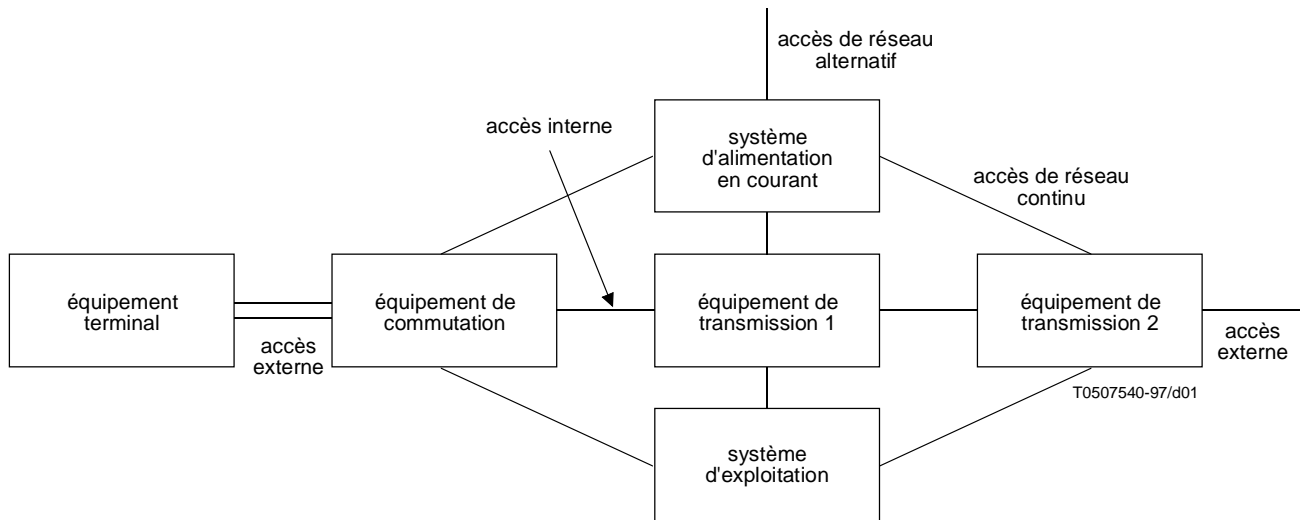 accès de réseau
alternatif
accès interne
système
d'alimentation
en courant
accès de réseau
continu
équipement
terminal
accès
externe
équipement de
commutation
équipement de
transmission 1
équipement de
transmission 2
accès
externe
T0507540-97/d01
système
d'exploitation